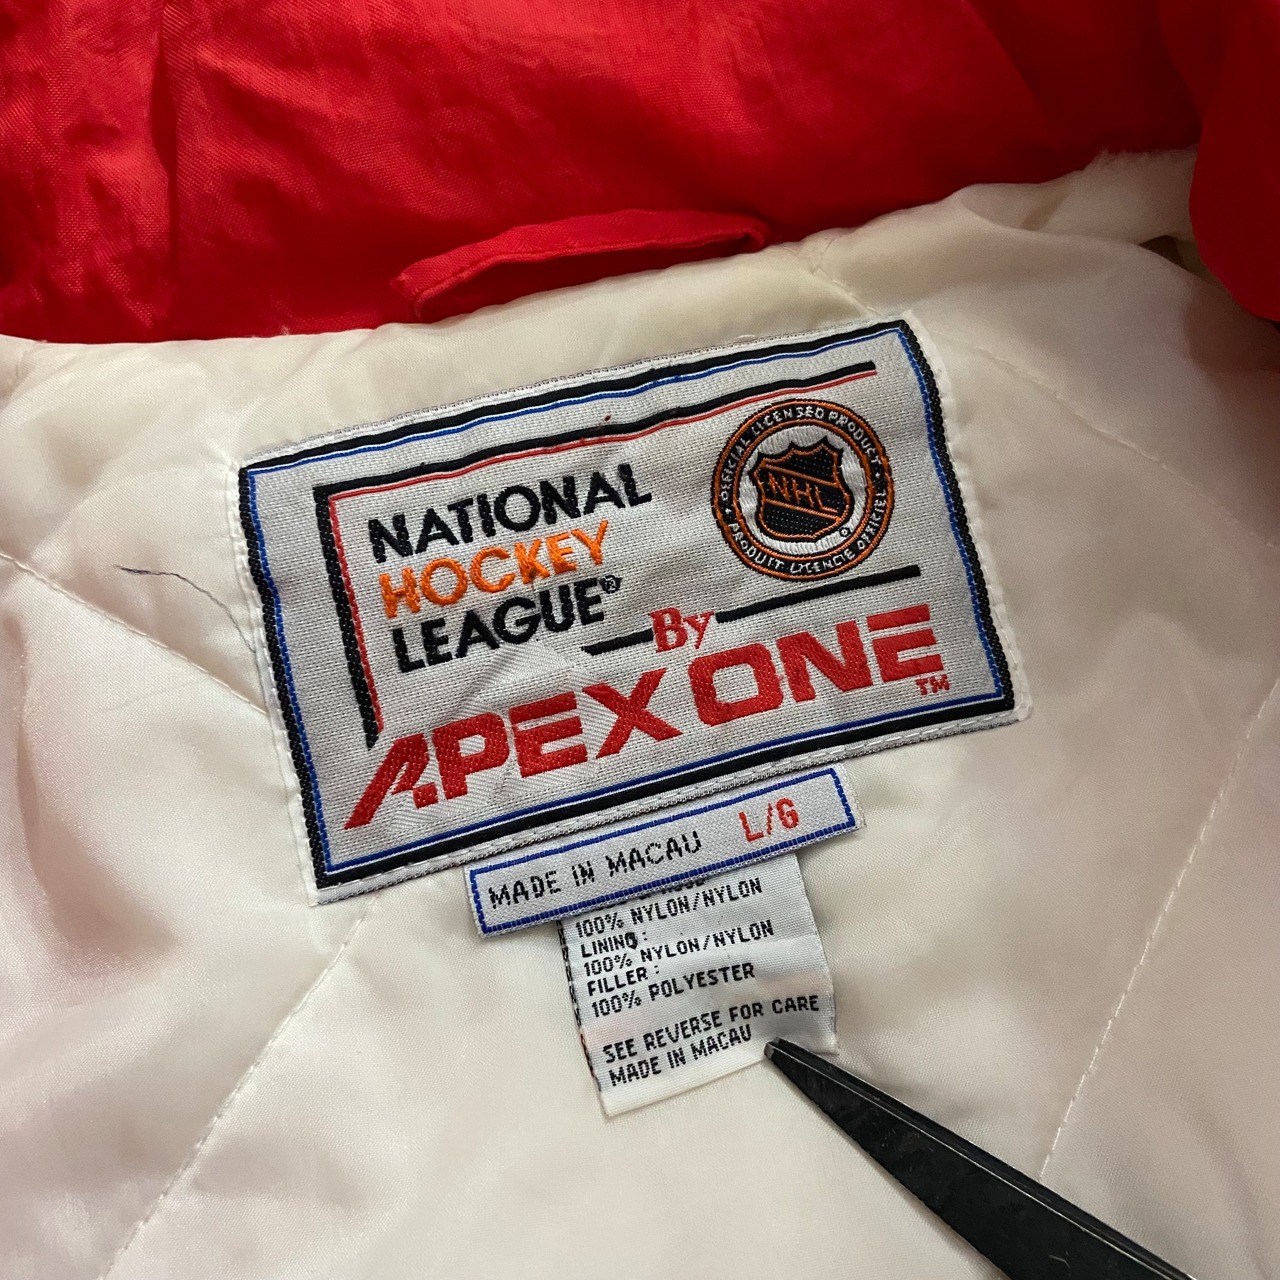 NATIONAL
HOCKEY
LEAGUE®
OFFICIAL LICENSED PRODUCT
NHL
PRODUIT LICENCE OFFICIEL
By
APEX ONE
TM
MADE IN MACAU L/G
100% NYLON/NYLON
LINING:
100% NYLON/NYLON
FILLER:
100% POLYESTER
SEE REVERSE FOR CARE
MADE IN MACAU